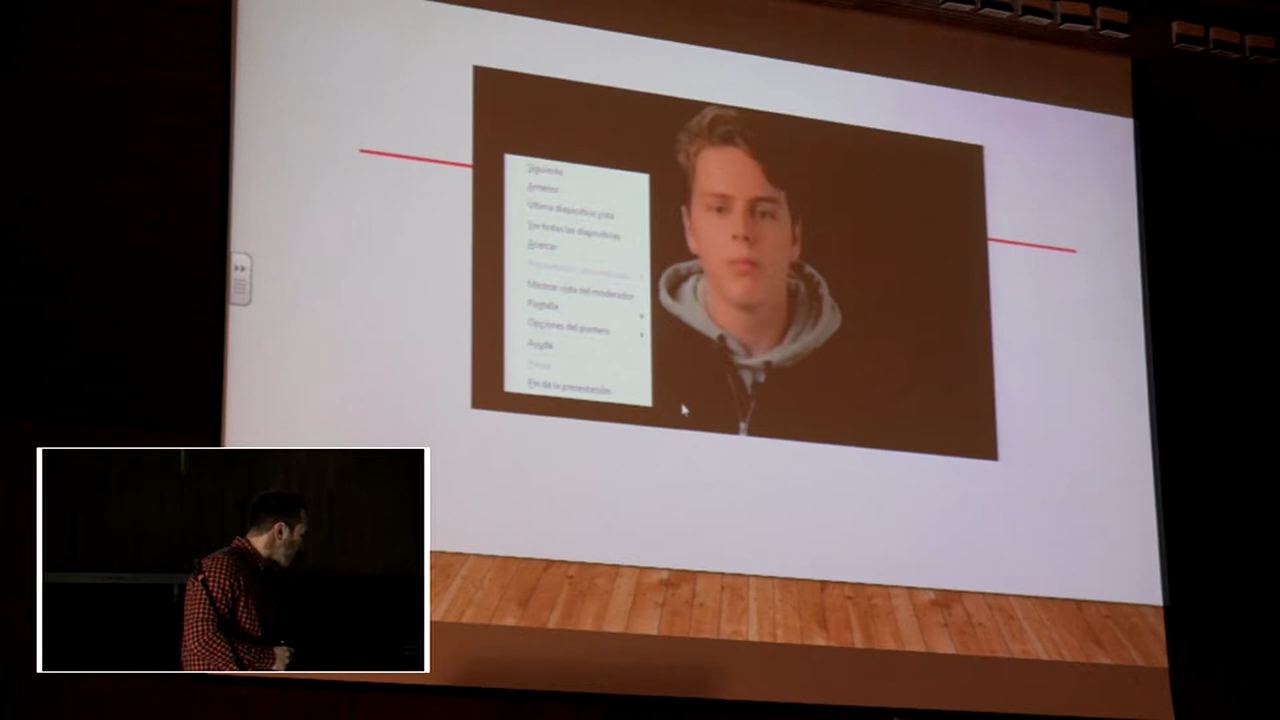 Siguiente
Anterior
Última diapositiva vista
Ver todas las diapositivas
Acercar
Mostrar vista del moderador
Pantalla
Opciones del puntero
Ayuda
Pausa
Fin de la presentación